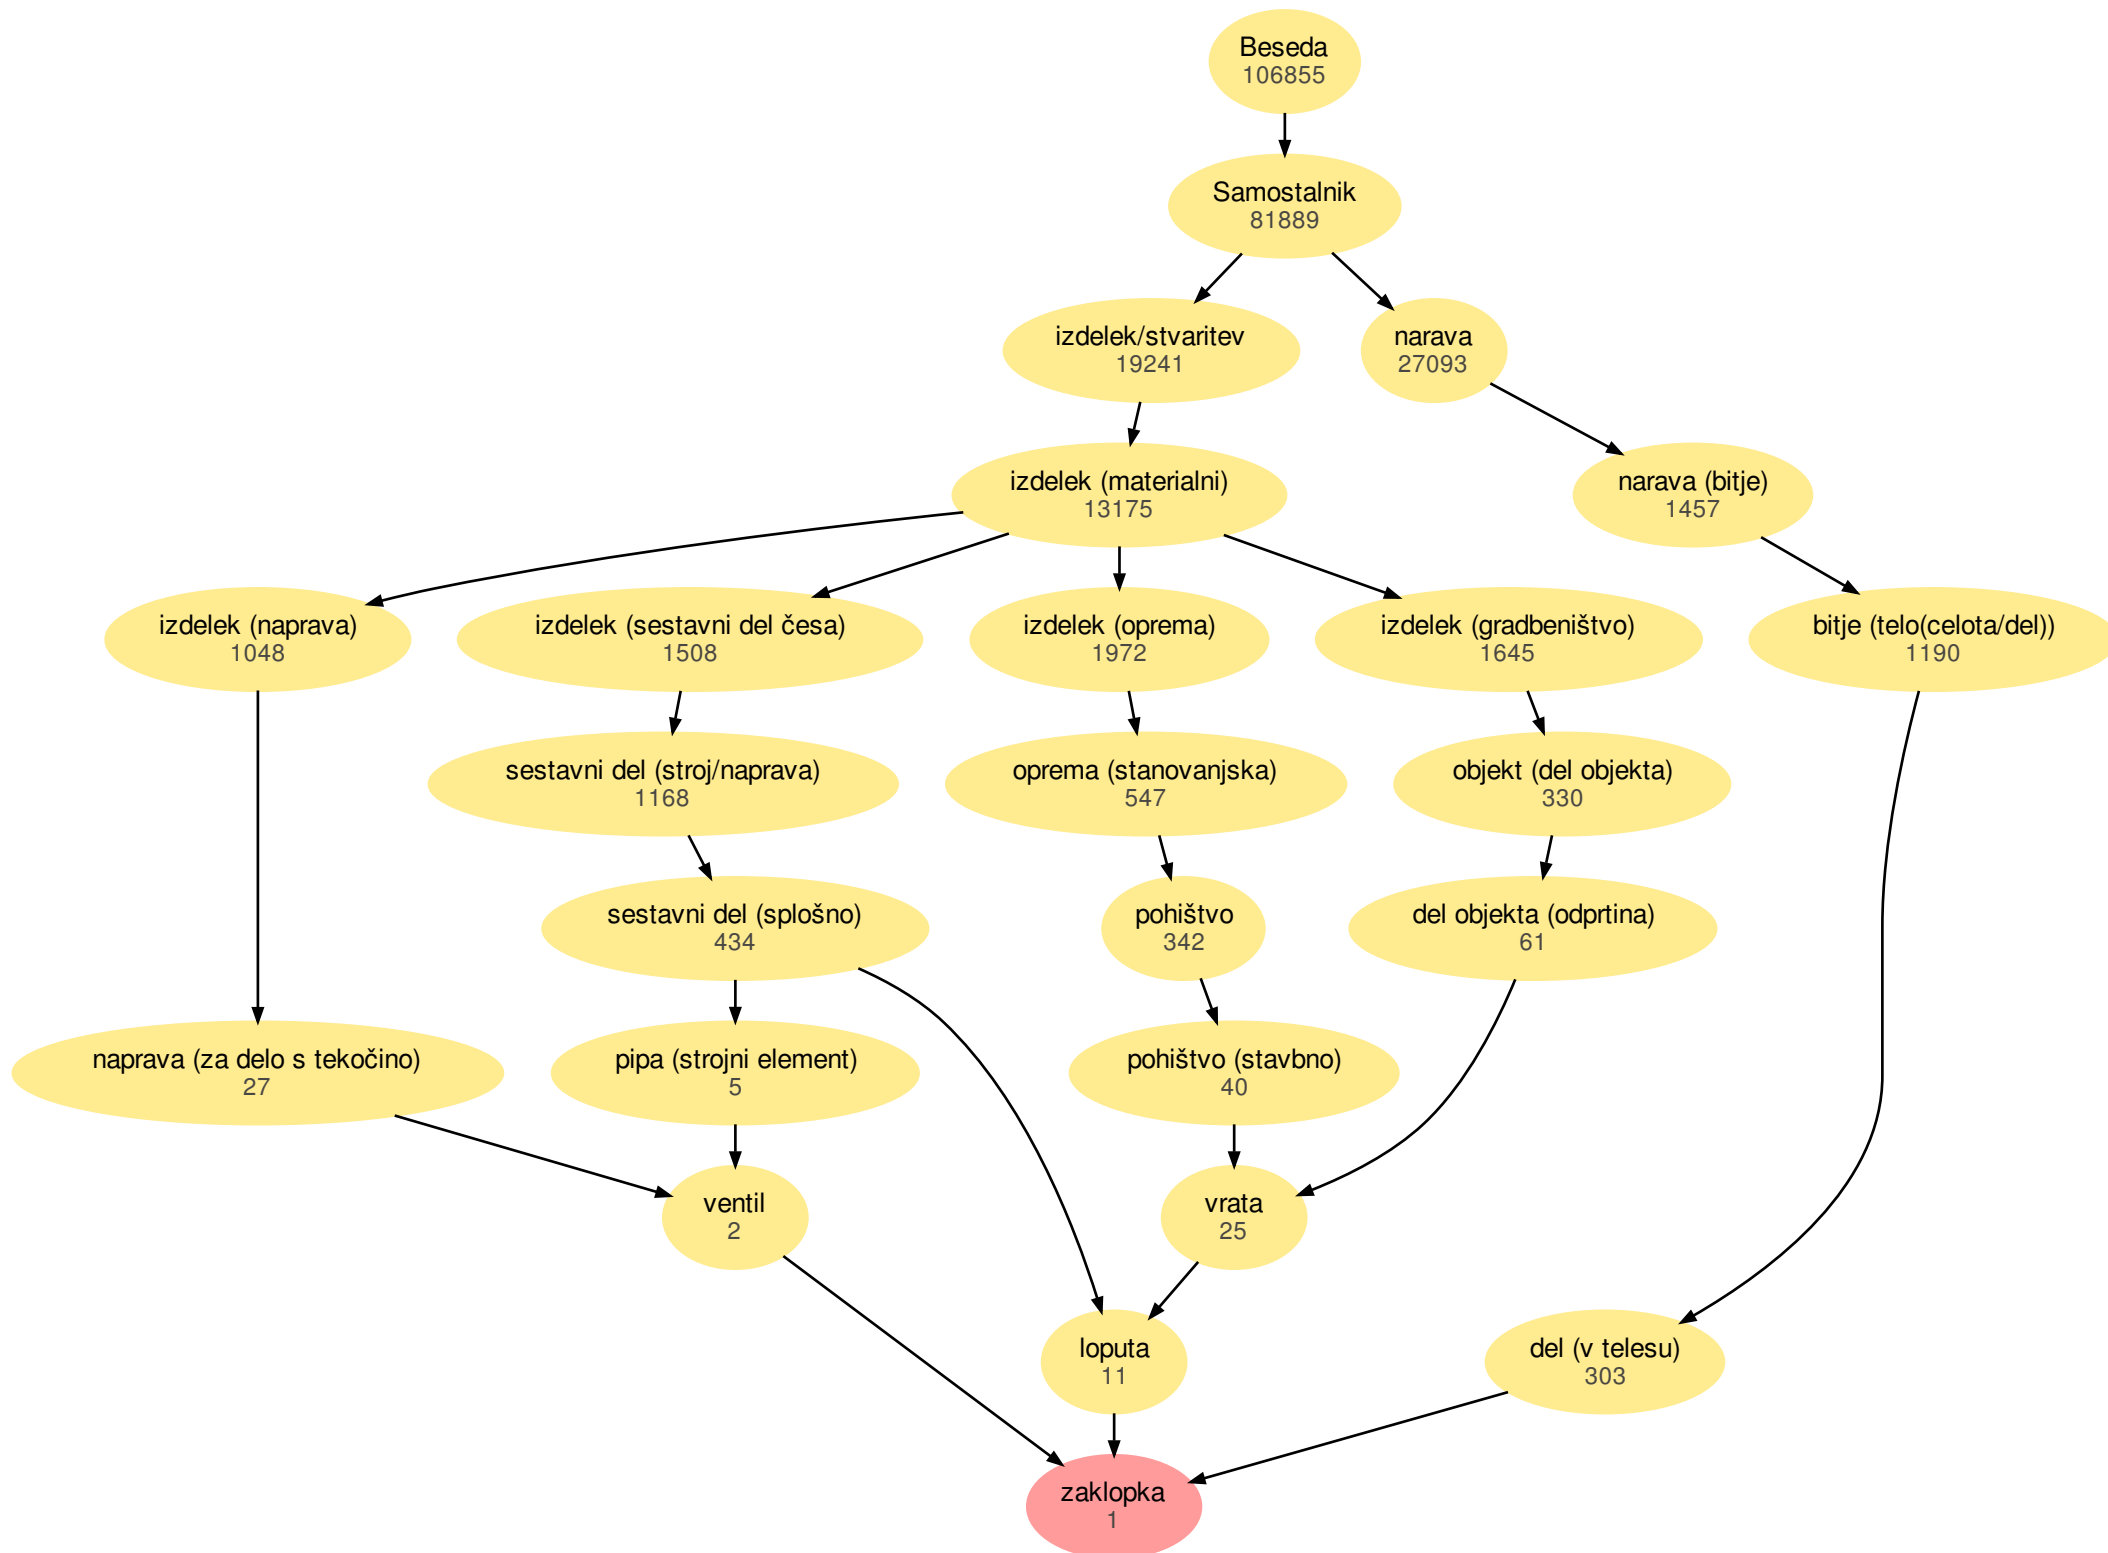 Beseda
106855
Samostalnik
81889
izdelek/stvaritev
19241
narava
27093
izdelek (materialni)
13175
narava (bitje)
1457
izdelek (naprava)
1048
izdelek (sestavni del česa)
1508
izdelek (oprema)
1972
izdelek (gradbeništvo)
1645
bitje (telo(celota/del))
1190
sestavni del (stroj/naprava)
1168
oprema (stanovanjska)
547
objekt (del objekta)
330
sestavni del (splošno)
434
pohištvo
342
del objekta (odprtina)
61
naprava (za delo s tekočino)
27
pipa (strojni element)
5
pohištvo (stavbno)
40
ventil
2
vrata
25
loputa
11
del (v telesu)
303
zaklopka
1